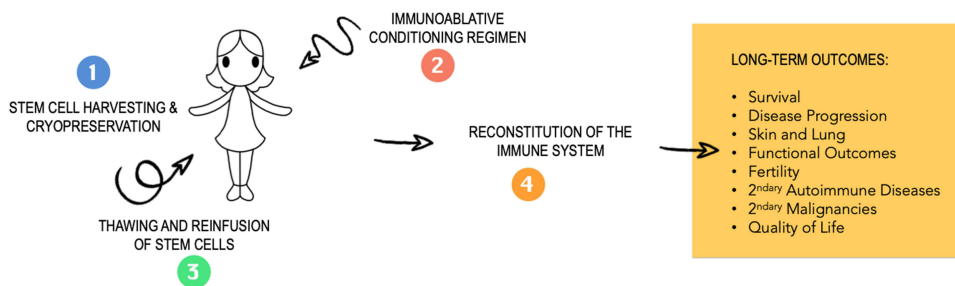 1
STEM CELL HARVESTING &
CRYOPRESERVATION
IMMUNOABLATIVE
CONDITIONING REGIMEN
2
THAWING AND REINFUSION
OF STEM CELLS
3
RECONSTITUTION OF THE
IMMUNE SYSTEM
4
LONG-TERM OUTCOMES:
• Survival
• Disease Progression
• Skin and Lung
• Functional Outcomes
• Fertility
• 2ndary Autoimmune Diseases
• 2ndary Malignancies
• Quality of Life